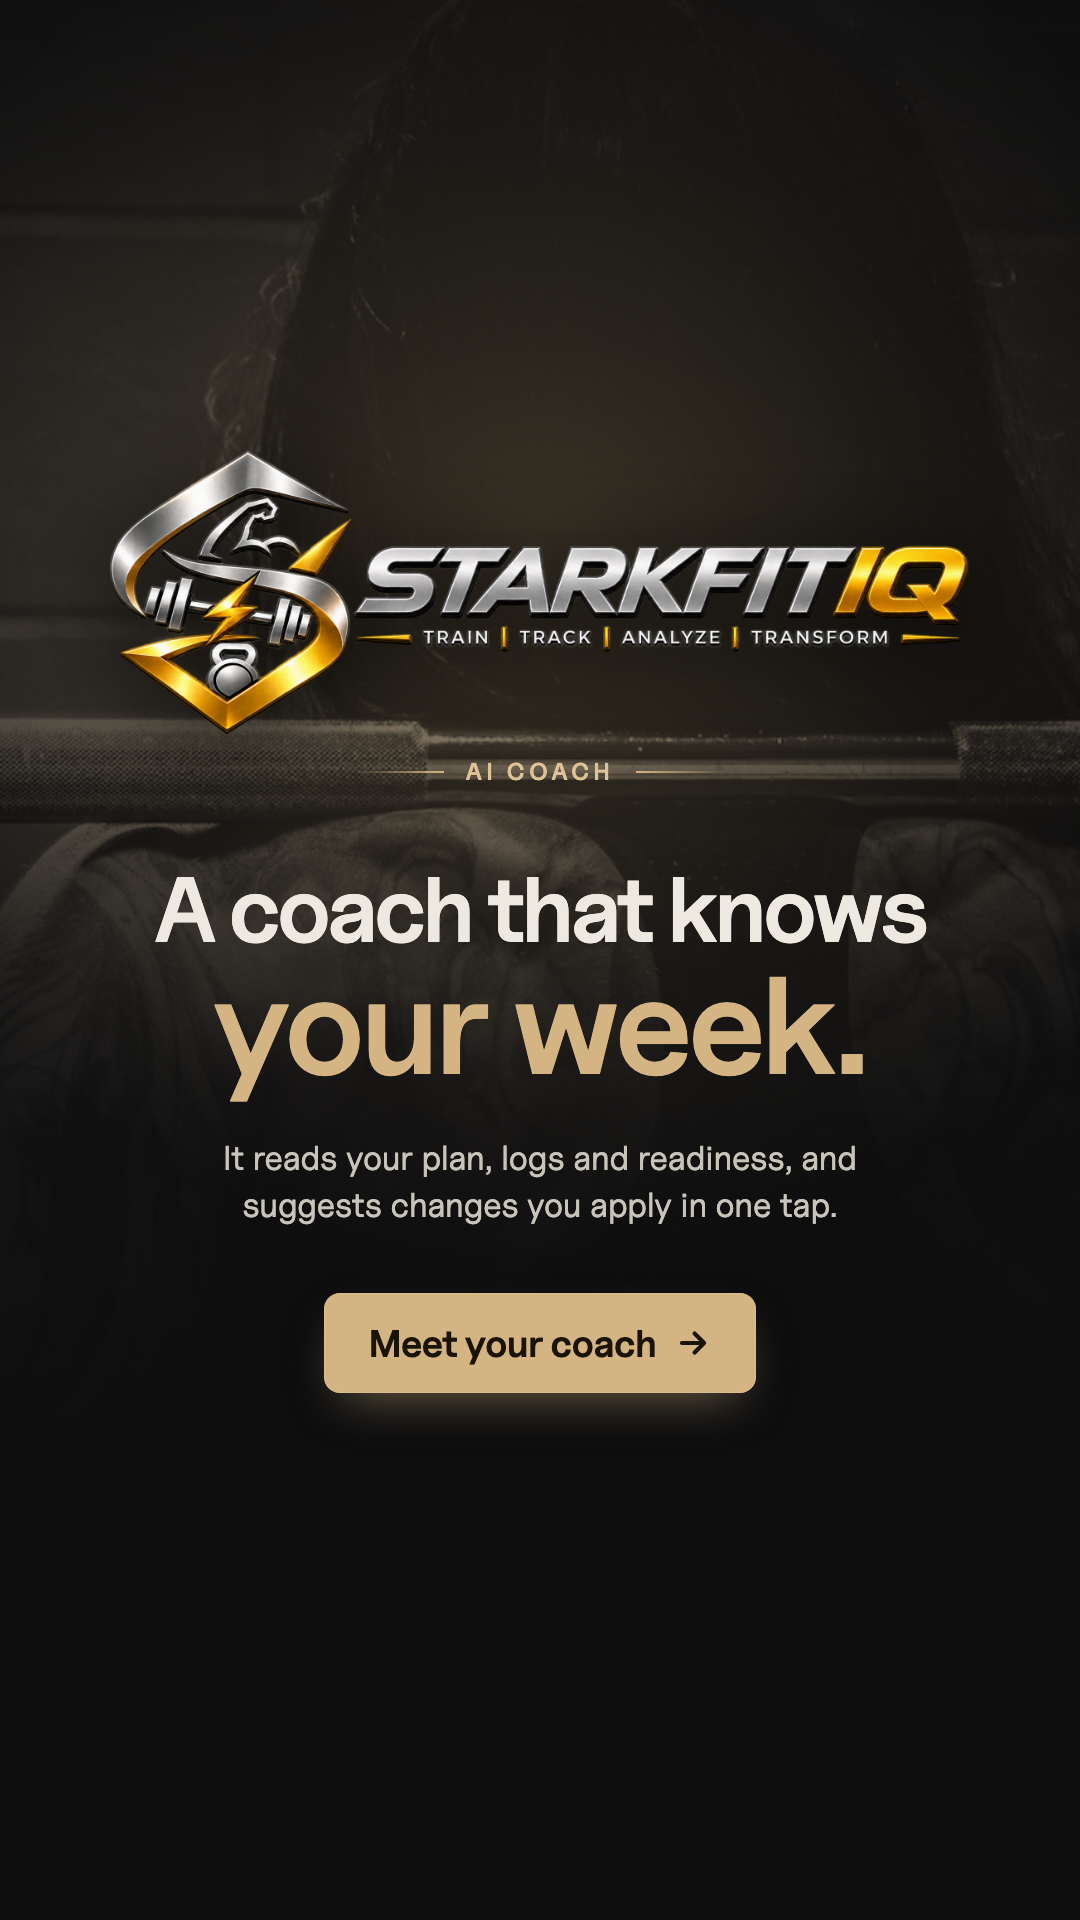 STARKFITIQ
TRAIN | TRACK | ANALYZE | TRANSFORM
AI COACH
A coach that knows
your week.
It reads your plan, logs and readiness, and
suggests changes you apply in one tap.
Meet your coach →